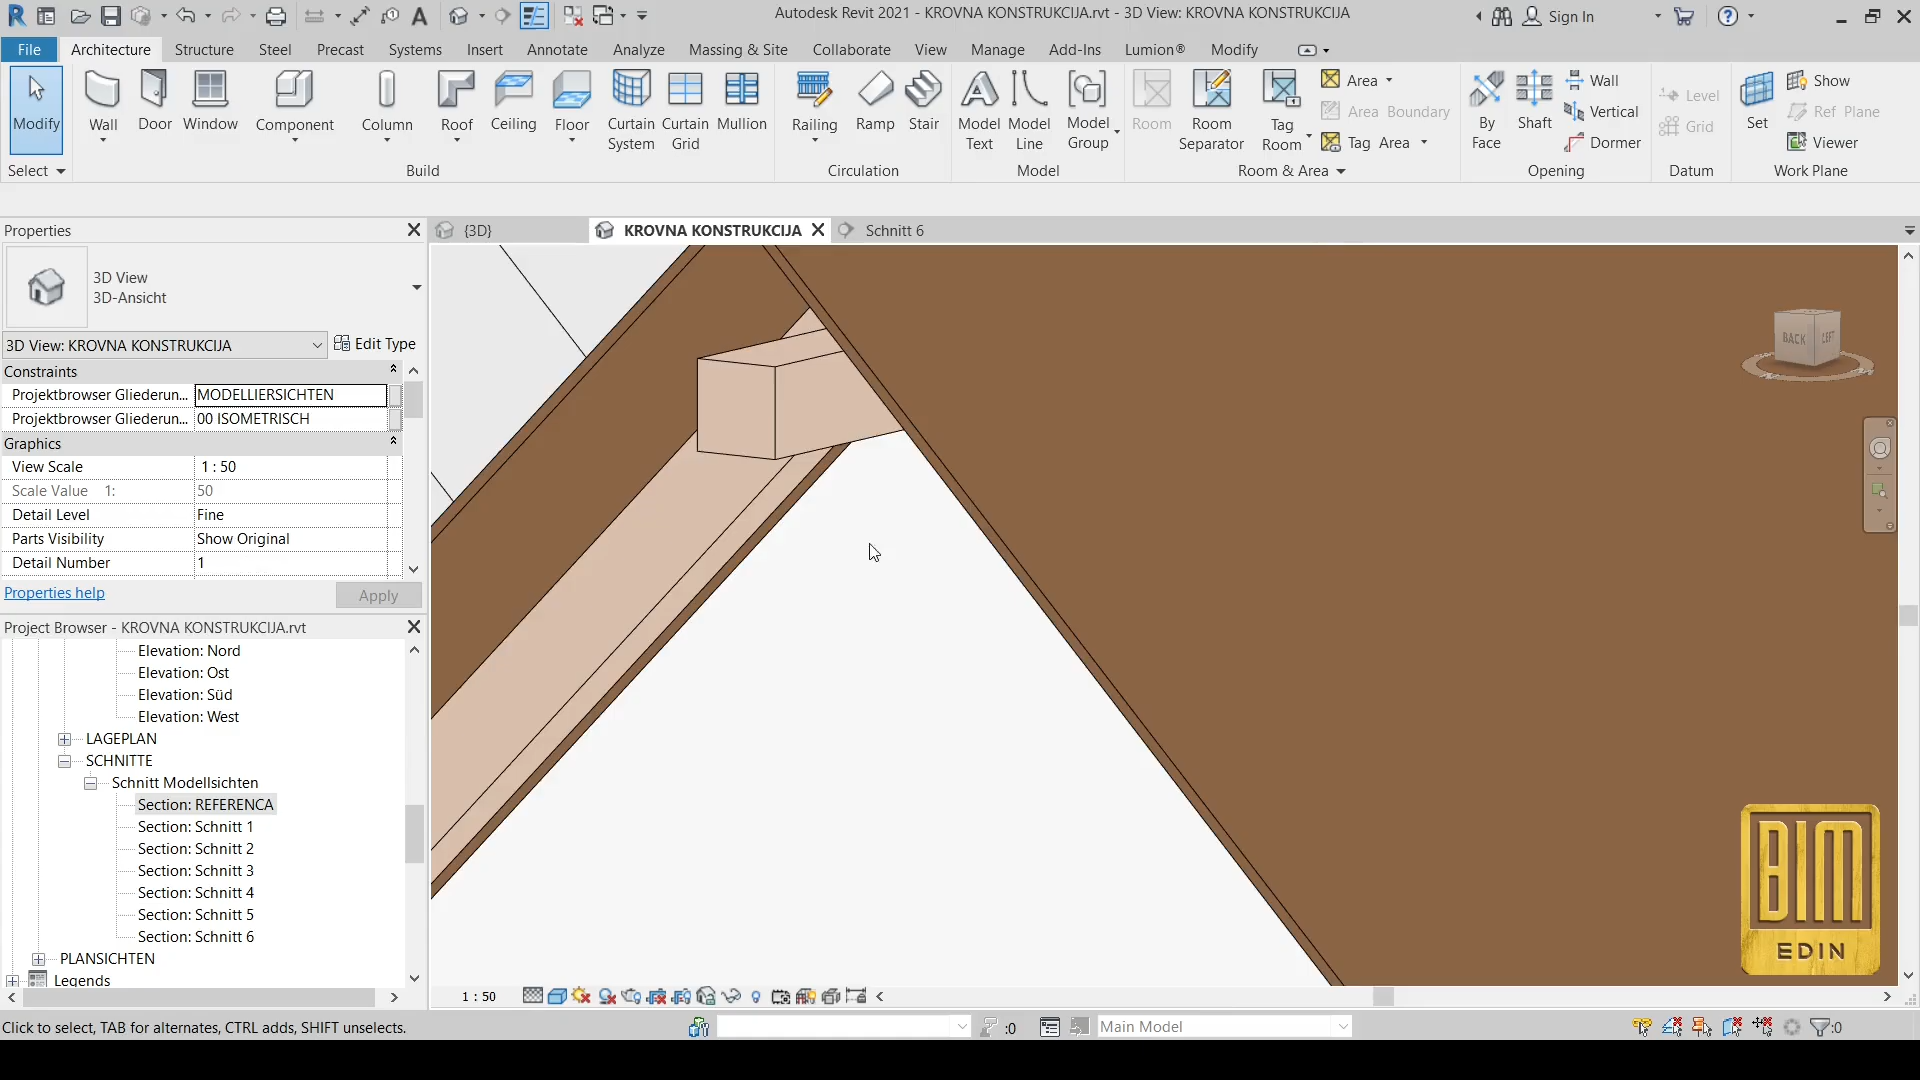 Autodesk Revit 2021 - KROVNA KONSTRUKCIJA.rvt - 3D View: KROVNA KONSTRUKCIJA
Sign In
File Architecture Structure Steel Precast Systems Insert Annotate Analyze Massing & Site Collaborate View Manage Add-Ins Lumion® Modify
Modify
Wall
Door
Window
Component
Column
Roof
Ceiling
Floor
Curtain System
Curtain Grid
Mullion
Railing
Ramp
Stair
Model Text
Model Line
Model Group
Room
Room Separator
Tag Room
Area
Area Boundary
Tag Area
By Face
Shaft
Wall
Vertical
Dormer
Level
Grid
Set
Show
Ref Plane
Viewer
Select
Build
Circulation
Model
Room & Area
Opening
Datum
Work Plane
Properties
{3D}
KROVNA KONSTRUKCIJA
Schnitt 6
3D View
3D-Ansicht
3D View: KROVNA KONSTRUKCIJA
Edit Type
Constraints
Projektbrowser Gliederun... MODELLIERSICHTEN
Projektbrowser Gliederun... 00 ISOMETRISCH
Graphics
View Scale 1 : 50
Scale Value 1: 50
Detail Level Fine
Parts Visibility Show Original
Detail Number 1
Properties help
Apply
Project Browser - KROVNA KONSTRUKCIJA.rvt
Elevation: Nord
Elevation: Ost
Elevation: Süd
Elevation: West
LAGEPLAN
SCHNITTE
Schnitt Modellsichten
Section: REFERENCA
Section: Schnitt 1
Section: Schnitt 2
Section: Schnitt 3
Section: Schnitt 4
Section: Schnitt 5
Section: Schnitt 6
PLANSICHTEN
Legends
BACK
LEFT
BIM
EDIN
1 : 50
Click to select, TAB for alternates, CTRL adds, SHIFT unselects.
:0
Main Model
:0